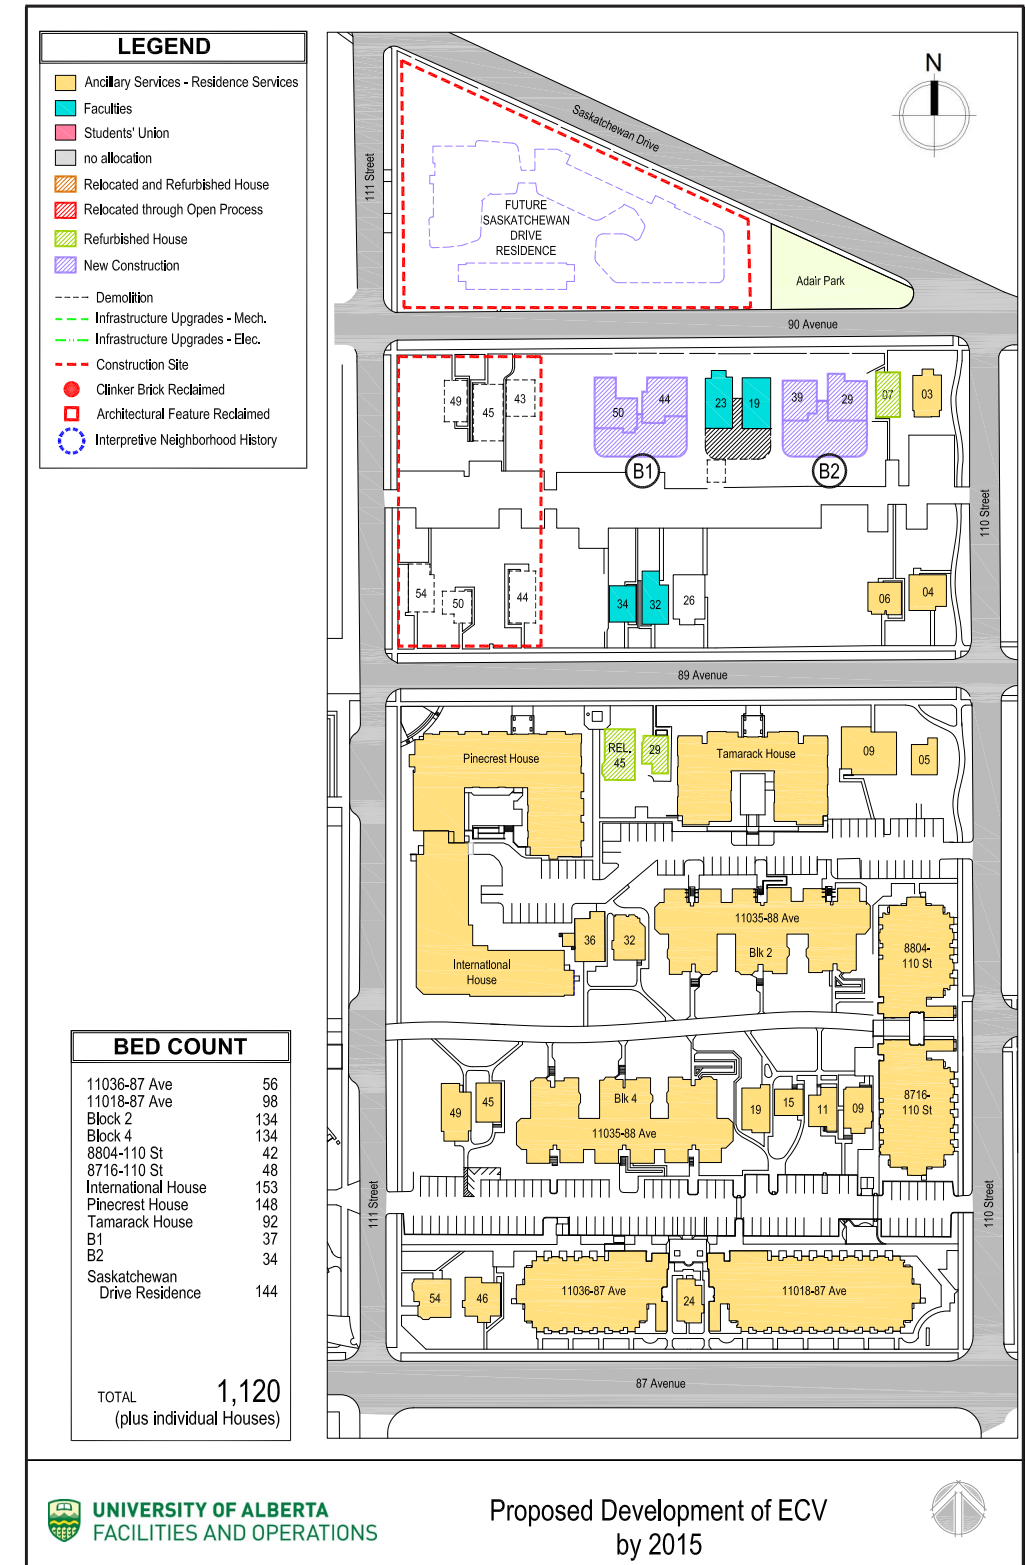 LEGEND
Ancillary Services - Residence Services
Faculties
Students' Union
no allocation
Relocated and Refurbished House
Relocated through Open Process
Refurbished House
New Construction
Demolition
Infrastructure Upgrades - Mech.
Infrastructure Upgrades - Elec.
Construction Site
Clinker Brick Reclaimed
Architectural Feature Reclaimed
Interpretive Neighborhood History
N
Saskatchewan Drive
111 Street
FUTURE
SASKATCHEWAN
DRIVE
RESIDENCE
Adair Park
90 Avenue
49
45
43
50
44
23
19
39
29
07
03
B1
B2
110 Street
54
50
44
34
32
26
06
04
89 Avenue
Pinecrest House
REL.
45
29
Tamarack House
09
05
36
32
11035-88 Ave
Blk 2
8804-
110 St
International
House
49
45
Blk 4
11035-88 Ave
19
15
11
09
8716-
110 St
111 Street
110 Street
54
46
11036-87 Ave
24
11018-87 Ave
87 Avenue
BED COUNT
11036-87 Ave 56
11018-87 Ave 98
Block 2 134
Block 4 134
8804-110 St 42
8716-110 St 48
International House 153
Pinecrest House 148
Tamarack House 92
B1 37
B2 34
Saskatchewan
Drive Residence 144
TOTAL 1,120
(plus individual Houses)
UNIVERSITY OF ALBERTA
FACILITIES AND OPERATIONS
Proposed Development of ECV
by 2015